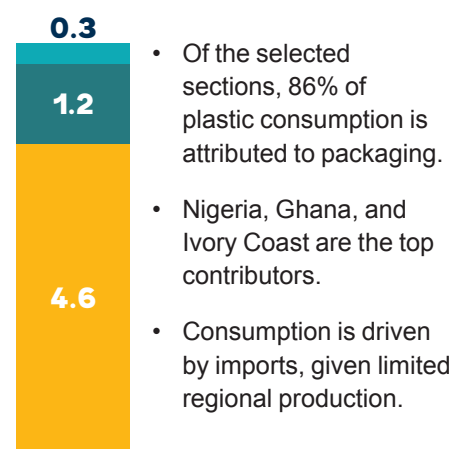 0.3
1.2
4.6
• Of the selected
sections, 86% of
plastic consumption is
attributed to packaging.
• Nigeria, Ghana, and
Ivory Coast are the top
contributors.
• Consumption is driven
by imports, given limited
regional production.